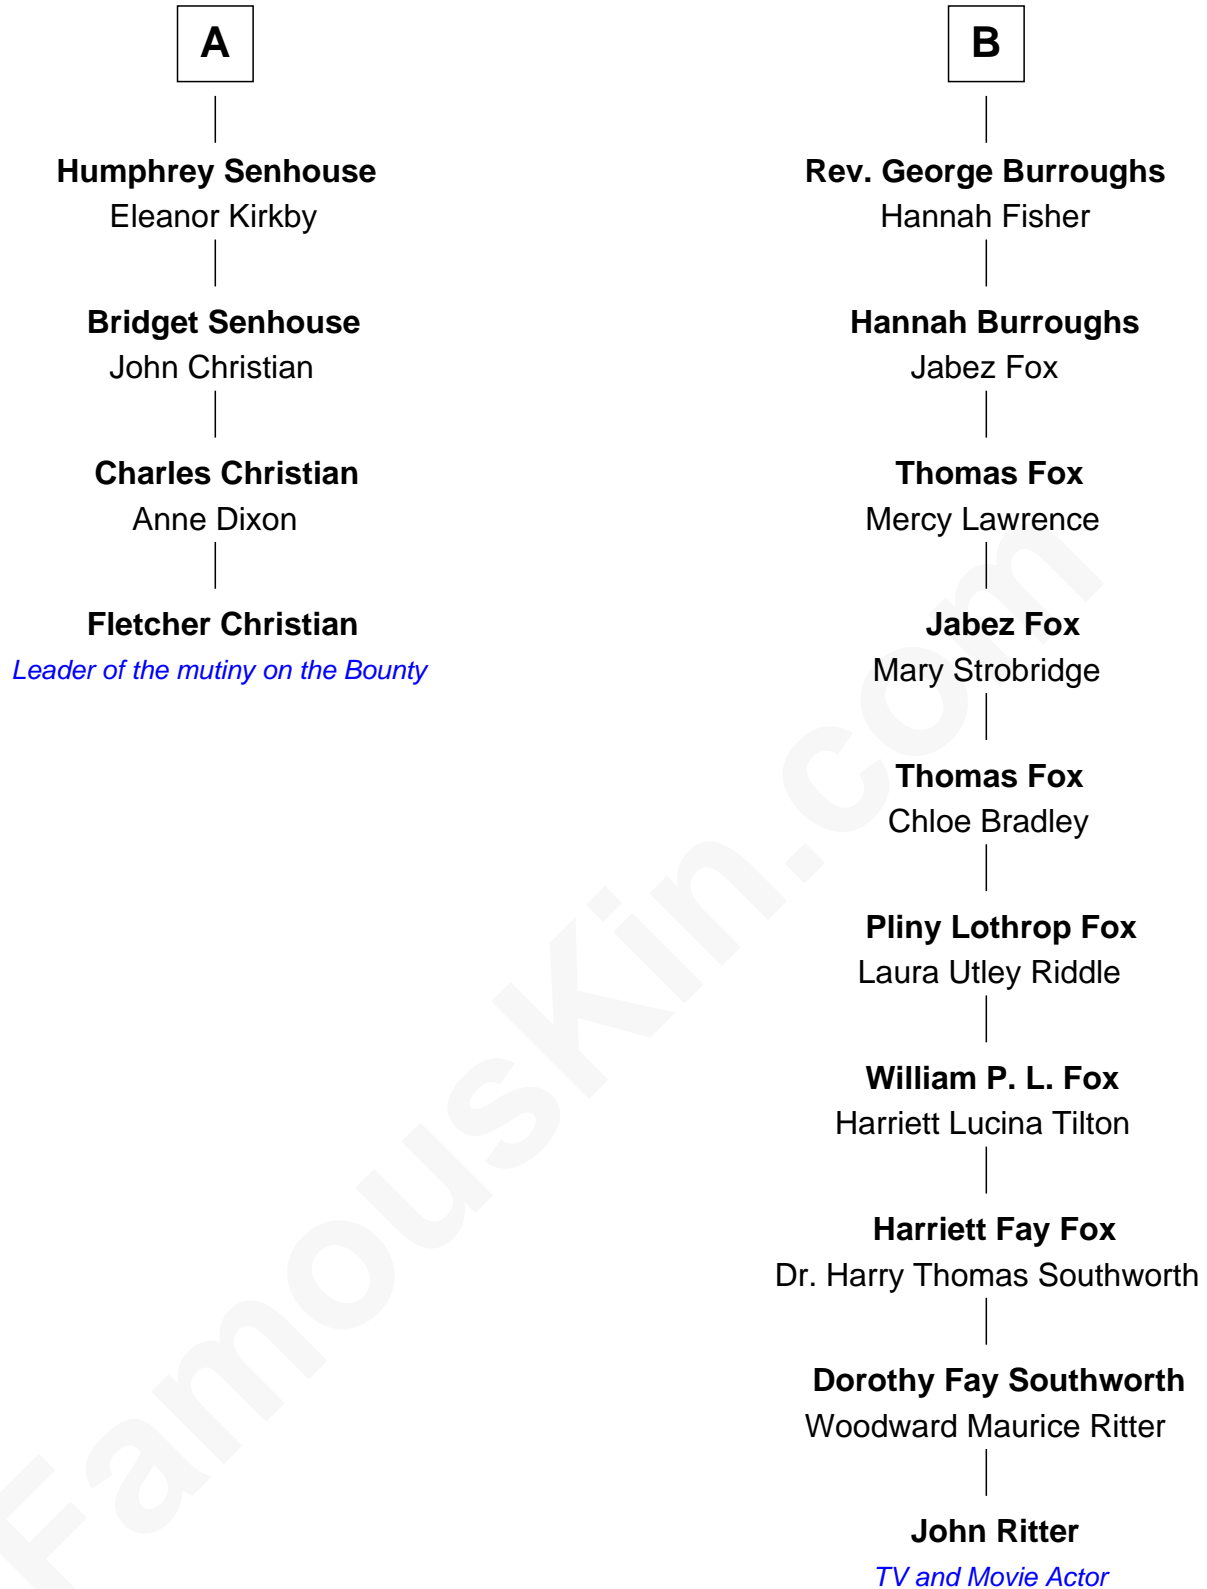 A
Humphrey Senhouse
Eleanor Kirkby
Bridget Senhouse
John Christian
Charles Christian
Anne Dixon
Fletcher Christian
Leader of the mutiny on the Bounty
B
Rev. George Burroughs
Hannah Fisher
Hannah Burroughs
Jabez Fox
Thomas Fox
Mercy Lawrence
Jabez Fox
Mary Strobridge
Thomas Fox
Chloe Bradley
Pliny Lothrop Fox
Laura Utley Riddle
William P. L. Fox
Harriett Lucina Tilton
Harriett Fay Fox
Dr. Harry Thomas Southworth
Dorothy Fay Southworth
Woodward Maurice Ritter
John Ritter
TV and Movie Actor
FamousKin.com